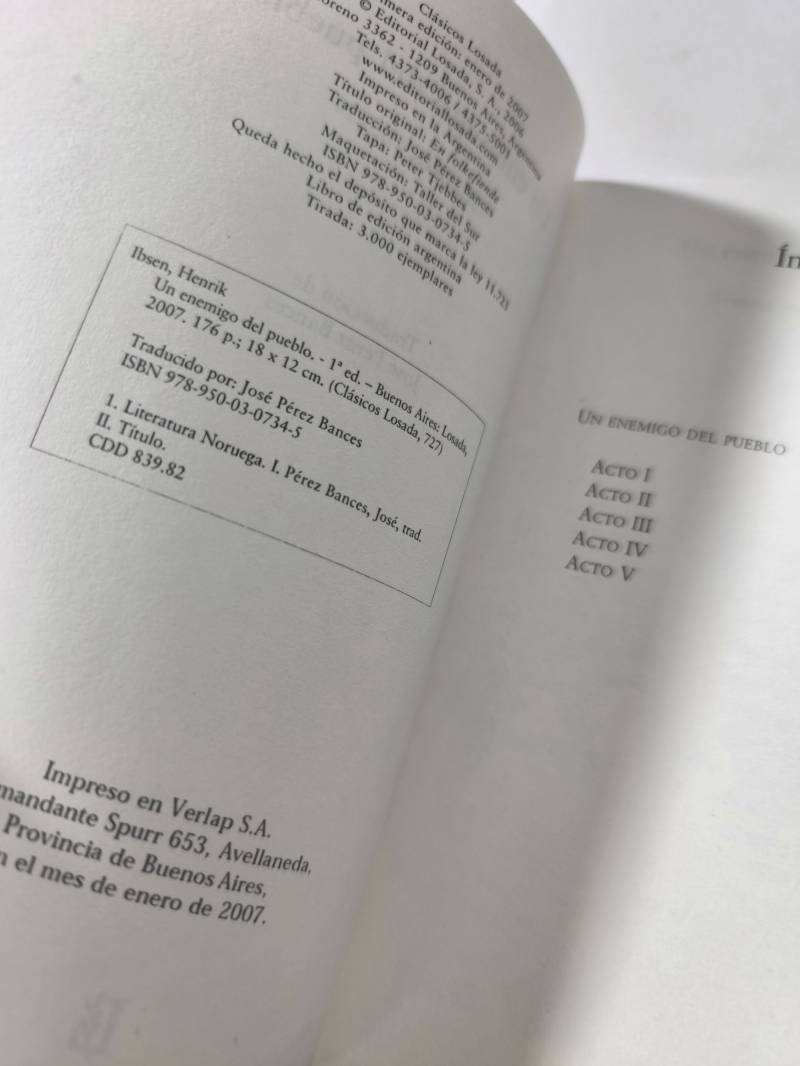 Clásicos Losada
mera edición: enero de 2007
© Editorial Losada, S. A., 2006
oreno 3362 - 1209 Buenos Aires, Argentina
Tels. 4373-4006 / 4375-5001
www.editoriallosada.com
Impreso en la Argentina
Título original: En folkefiende
Traducción: José Pérez Bances
Tapa: Peter Tjebbes
Maquetación: Taller del Sur
ISBN 978-950-03-0734-5
Queda hecho el depósito que marca la ley 11.723
Libro de edición argentina
Tirada: 3.000 ejemplares
Ibsen, Henrik
Un enemigo del pueblo. - 1ª ed. – Buenos Aires: Losada,
2007. 176 p.; 18 x 12 cm. (Clásicos Losada, 727)
Traducido por: José Pérez Bances
ISBN 978-950-03-0734-5
1. Literatura Noruega. I. Pérez Bances, José, trad.
II. Título.
CDD 839.82
Impreso en Verlap S.A.
mandante Spurr 653, Avellaneda,
Provincia de Buenos Aires,
n el mes de enero de 2007.
Ín
UN ENEMIGO DEL PUEBLO
ACTO I
ACTO II
ACTO III
ACTO IV
ACTO V